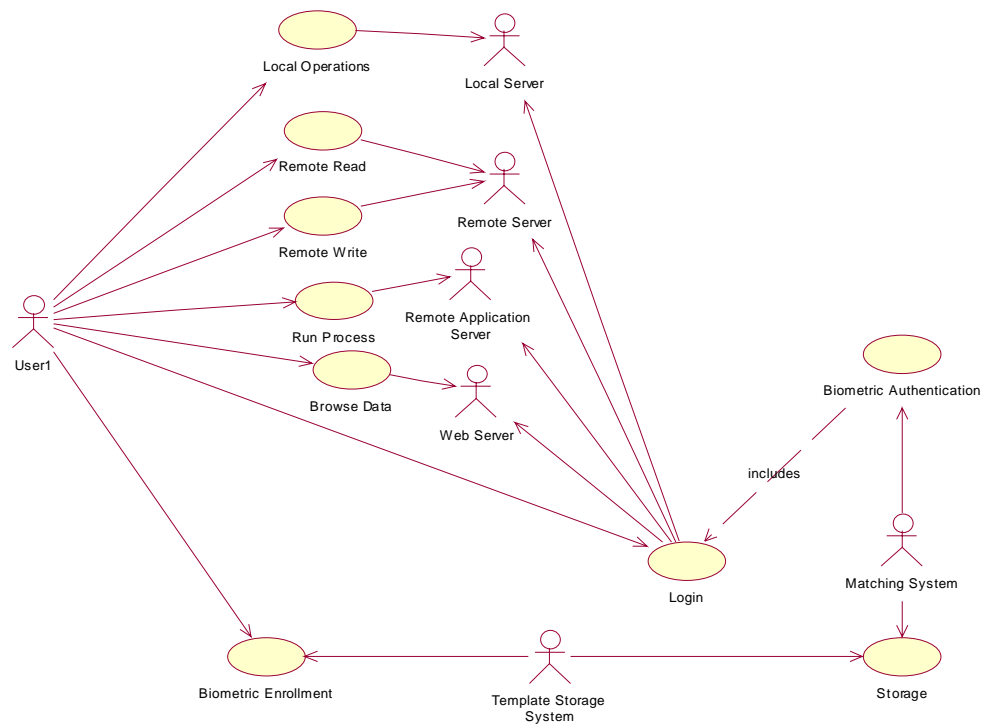 Local Operations
Local Server
Remote Read
Remote Server
Remote Write
Remote Application
Server
Run Process
User1
Browse Data
Web Server
Biometric Authentication
includes
Matching System
Login
Biometric Enrollment
Template Storage
System
Storage